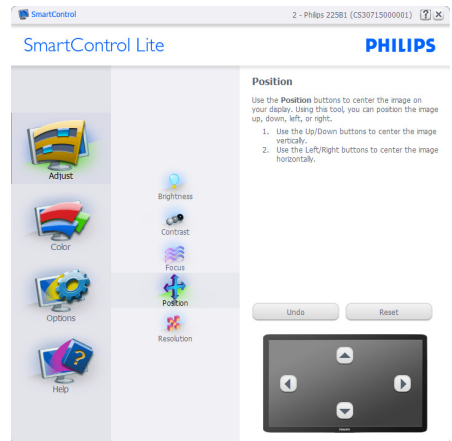 SmartControl
2 - Philips 225B1 (CS30715000001) ? ×
SmartControl Lite
PHILIPS
Adjust
Color
Options
Help
Brightness
Contrast
Focus
Position
Resolution
Position
Use the Position buttons to center the image on
your display. Using this tool, you can position the image
up, down, left, or right.
1. Use the Up/Down buttons to center the image
vertically.
2. Use the Left/Right buttons to center the image
horizontally.
Undo
Reset
PHILIPS